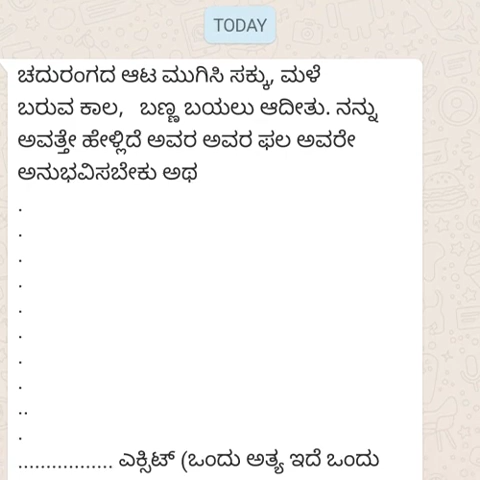 TODAY
ಚದುರಂಗದ ಆಟ ಮುಗಿಸಿ ಸಕ್ಕು, ಮಳೆ
ಬರುವ ಕಾಲ, ಬಣ್ಣ ಬಯಲು ಆದೀತು. ನನ್ನು
ಅವತ್ತೇ ಹೇಳ್ಲಿದೆ ಅವರ ಅವರ ಫಲ ಅವರೇ
ಅನುಭವಿಸಬೇಕು ಅಥ
.
.
.
.
.
.
.
.
..
.
................. ಎಕ್ಸಿಟ್ (ಒಂದು ಅತ್ಯ ಇದೆ ಒಂದು